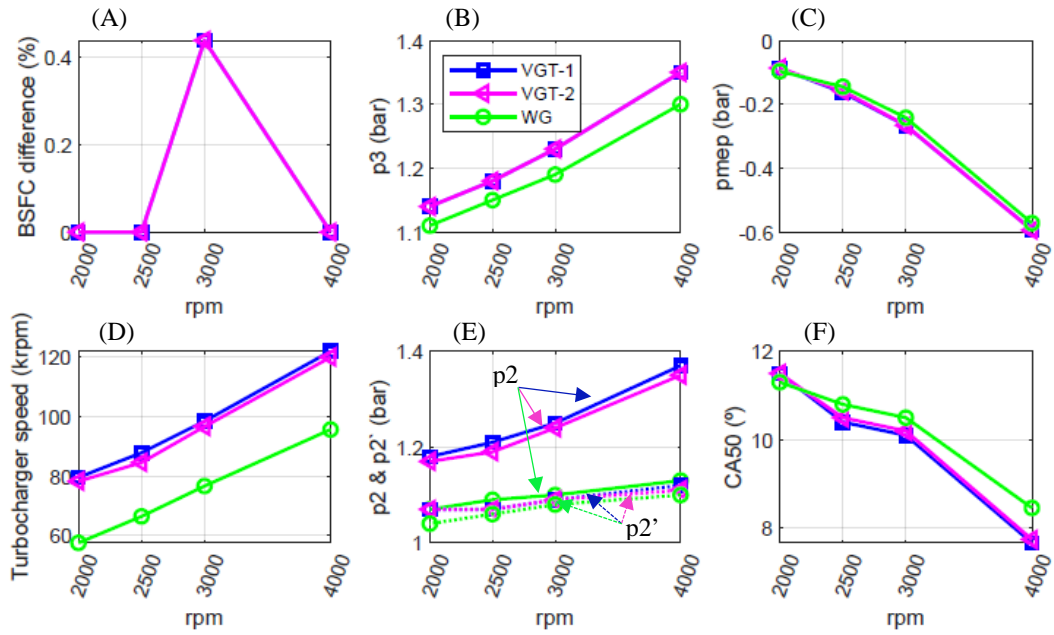 (A)
(B)
(C)
BSFC difference (%)
0.4
0.2
0
2000
2500
3000
4000
rpm
p3 (bar)
1.4
1.3
1.2
1.1
VGT-1
VGT-2
WG
2000
2500
3000
4000
rpm
pmep (bar)
0
-0.2
-0.4
-0.6
2000
2500
3000
4000
rpm
(D)
(E)
(F)
Turbocharger speed (krpm)
120
100
80
60
2000
2500
3000
4000
rpm
p2 & p2` (bar)
1.4
1.2
1
p2
p2’
2000
2500
3000
4000
rpm
CA50 (º)
12
10
8
2000
2500
3000
4000
rpm